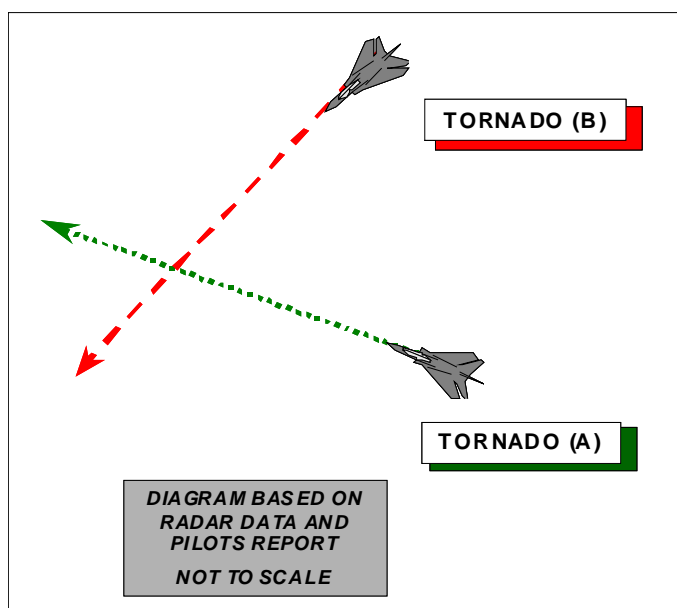 TORNADO (B)
TORNADO (A)
DIAGRAM BASED ON
RADAR DATA AND
PILOTS REPORT
NOT TO SCALE